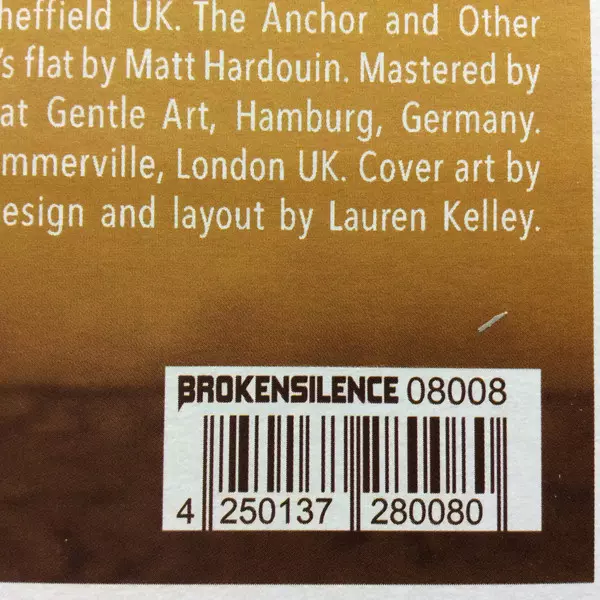 heffield UK. The Anchor and Other
's flat by Matt Hardouin. Mastered by
at Gentle Art, Hamburg, Germany.
mmerville, London UK. Cover art by
esign and layout by Lauren Kelley.
BROKENSILENCE 08008
4 250137 280080